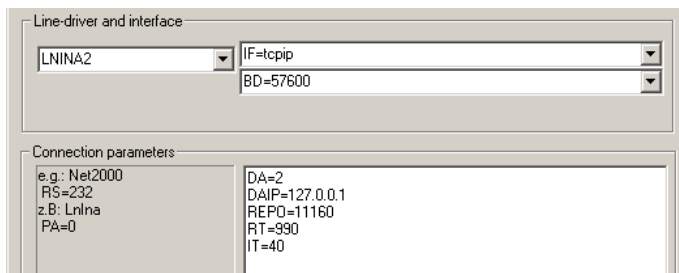 Line-driver and interface
LNINA2
IF=tcpip
BD=57600
Connection parameters
e.g.: Net2000
RS=232
z.B: LnIna
PA=0
DA=2
DAIP=127.0.0.1
REPO=11160
RT=990
IT=40